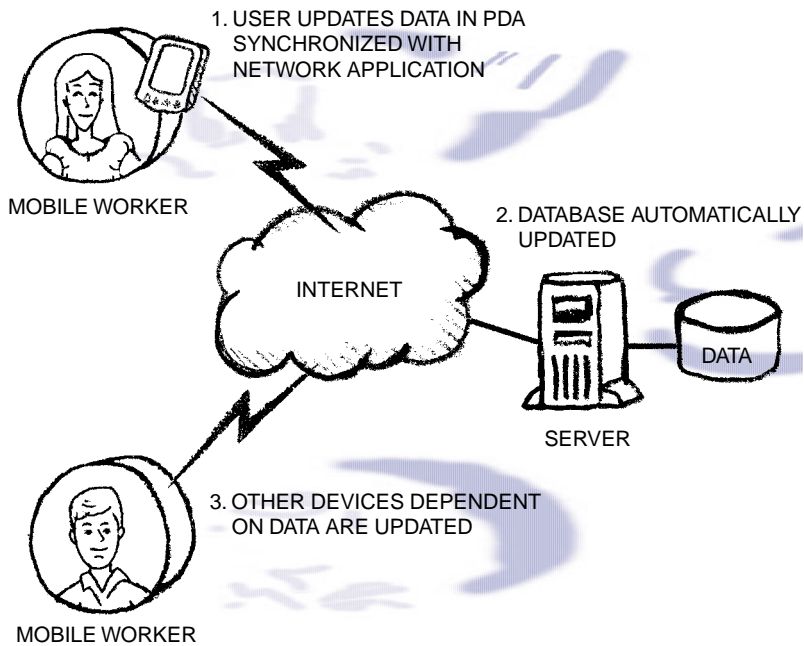 1. USER UPDATES DATA IN PDA
SYNCHRONIZED WITH
NETWORK APPLICATION
MOBILE WORKER
2. DATABASE AUTOMATICALLY
UPDATED
INTERNET
DATA
SERVER
3. OTHER DEVICES DEPENDENT
ON DATA ARE UPDATED
MOBILE WORKER